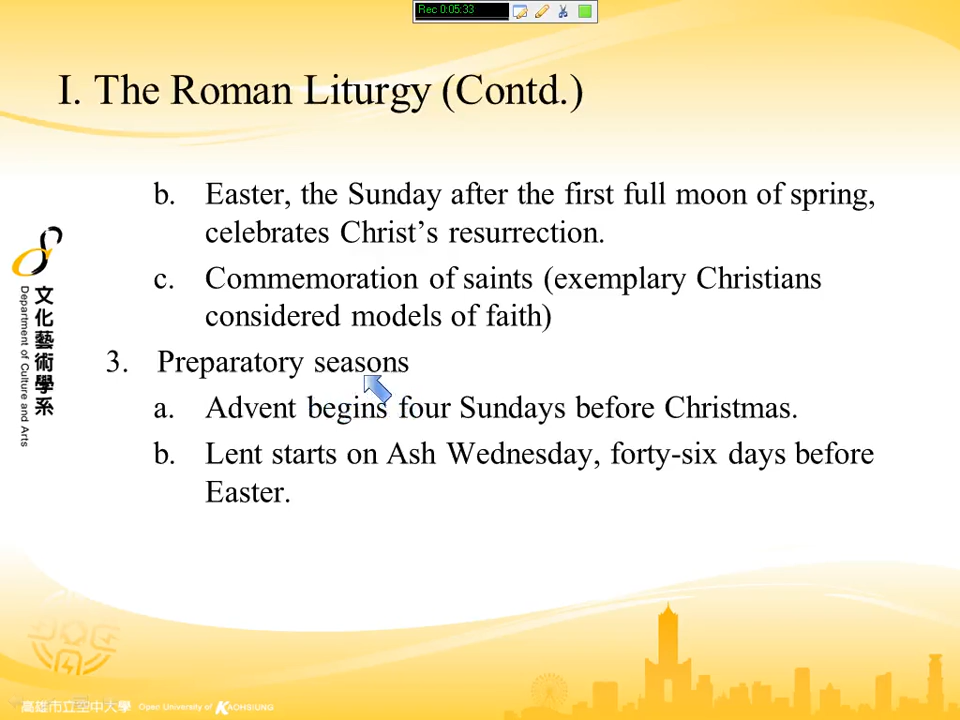 Rec 0:05:33
I. The Roman Liturgy (Contd.)
b. Easter, the Sunday after the first full moon of spring,
celebrates Christ's resurrection.
c. Commemoration of saints (exemplary Christians
considered models of faith)
3. Preparatory seasons
a. Advent begins four Sundays before Christmas.
b. Lent starts on Ash Wednesday, forty-six days before
Easter.
文化藝術學系
Department of Culture and Arts
高雄市立空中大學 Open University of KAOHSIUNG